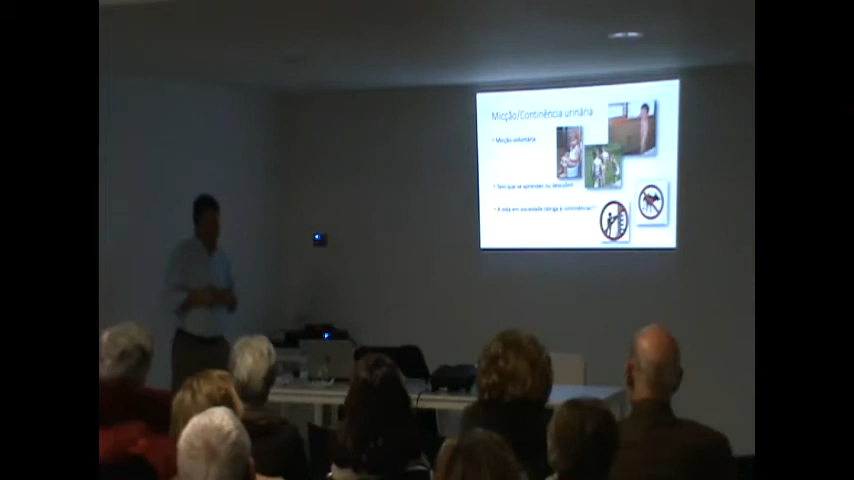 Micção/Continência urinária
• Micção voluntária
• Tem que se aprender ou descobrir
• A vida em sociedade obriga à continência!!!